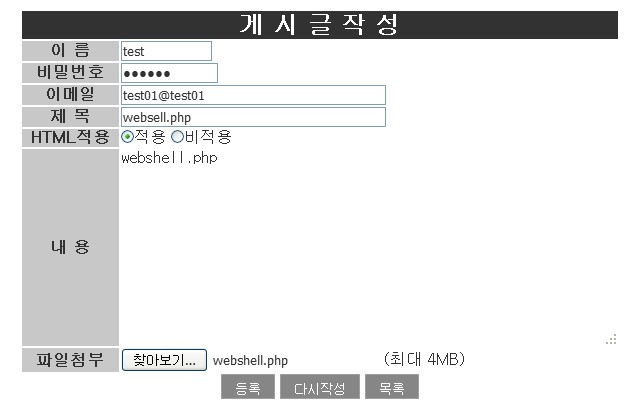 게 시 글 작 성
이 름 test
비밀번호 ●●●●●●
이메일 test01@test01
제 목 websell.php
HTML적용 적용 비적용
webshell.php
내 용
파일첨부 찾아보기... webshell.php (최대 4MB)
등록 다시작성 목록